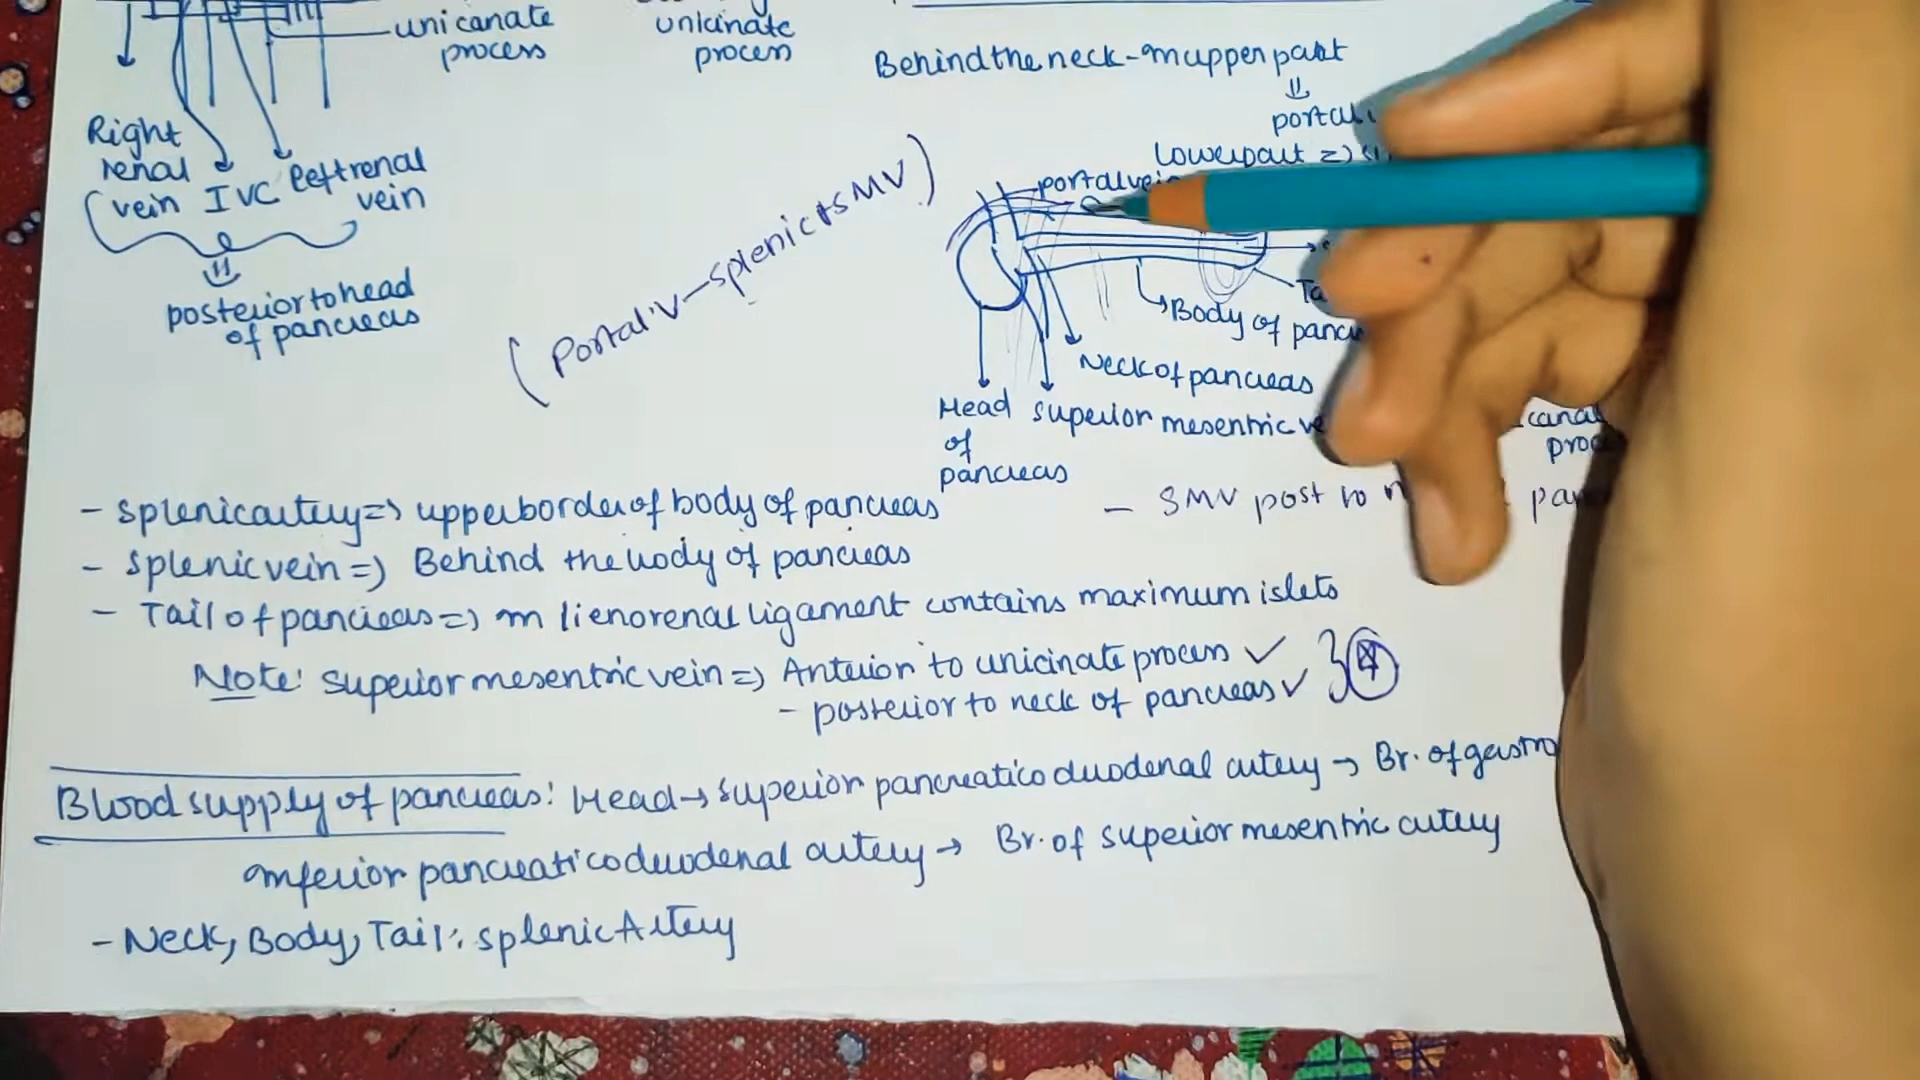 unicanate
process
unicinate
process
Right
renal
vein
IVC
left renal
vein
posterior to head
of pancreas
(Portal V - splenic + SMV)
Behind the neck - in upper part
⇓
portal
Lower part =>
portal vein
Body of
Neck of pancreas
Head
of
pancreas
superior mesentric
SMV post to
- splenic artery => upper border of body of pancreas
- splenic vein => Behind the body of pancreas
- Tail of pancreas => in lienorenal ligament contains maximum islets
Note: superior mesentric vein => Anterior to unicinate process ✓
- posterior to neck of pancreas ✓
Blood supply of pancreas: Head → superior pancreatico duodenal artery → Br. of
inferior pancreaticoduodenal artery → Br. of superior mesentric artery
- Neck, Body, Tail: splenic Artery